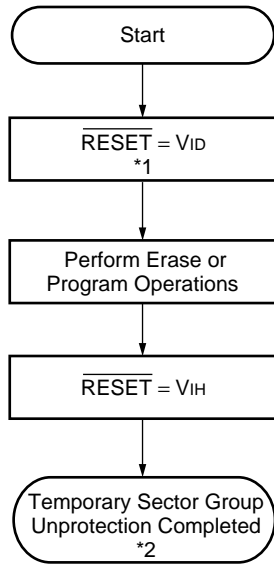 Start
RESET = VID
*1
Perform Erase or
Program Operations
RESET = VIH
Temporary Sector Group
Unprotection Completed
*2